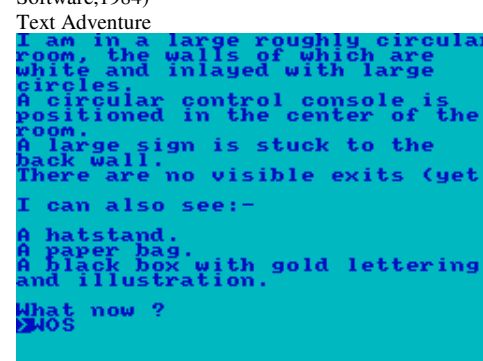 Software,1984)
Text Adventure
I am in a large roughly circular
room, the walls of which are
white and inlayed with large
circles.
A circular control console is
positioned in the center of the
room.
A large sign is stuck to the
back wall.
There are no visible exits (yet
I can also see:-
A hatstand.
A paper bag.
A black box with gold lettering
and illustration.
What now ?
>WOS